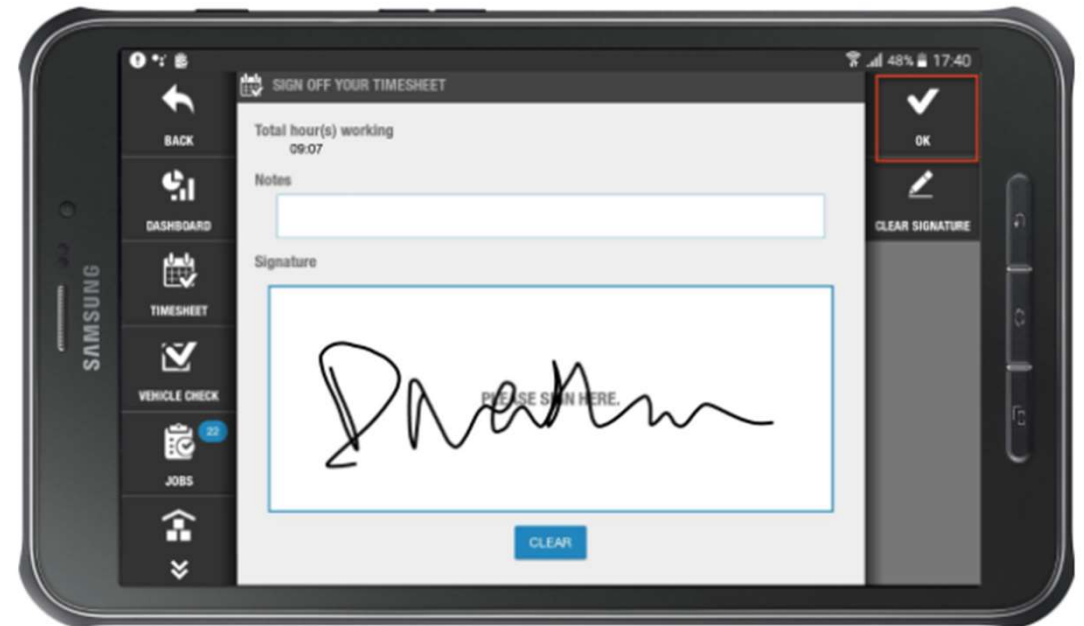 SAMSUNG
48% 17:40
SIGN OFF YOUR TIMESHEET
BACK
Total hour(s) working
09:07
OK
Notes
DASHBOARD
CLEAR SIGNATURE
Signature
TIMESHEET
VEHICLE CHECK
PLEASE SIGN HERE.
22
JOBS
CLEAR